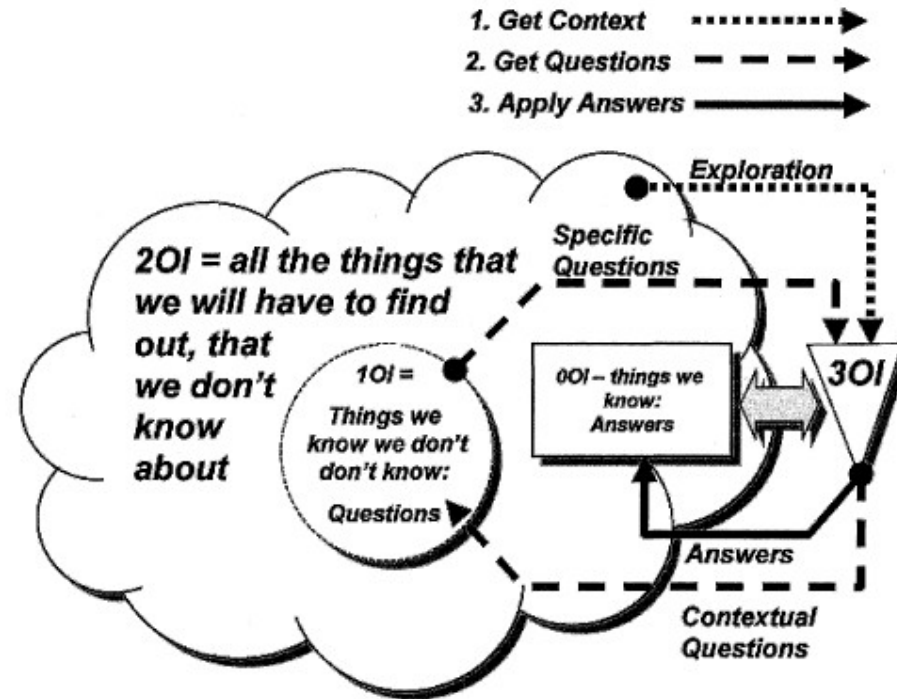 1. Get Context
2. Get Questions
3. Apply Answers
Exploration
Specific
Questions
2OI = all the things that
we will have to find
out, that
we don't
know
about
1OI =
Things we
know we don't
don't know:
Questions
0OI – things we
know:
Answers
3OI
Answers
Contextual
Questions